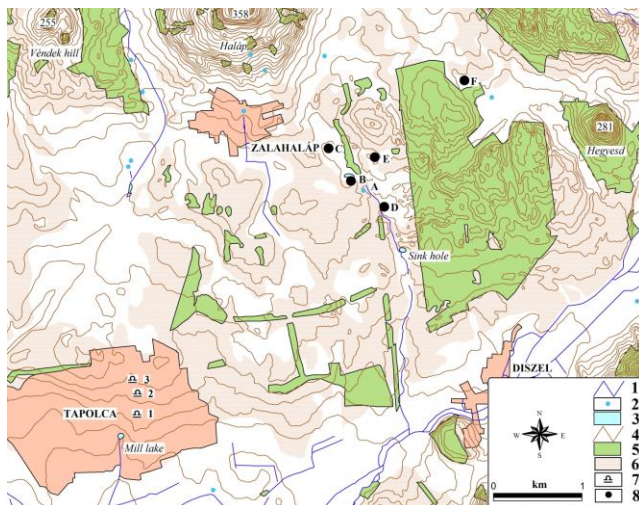 255
Véndek hill
358
Haláp
F
281
Hegyesd
ZALAHALÁP
C
E
B
A
D
Sink hole
3
2
TAPOLCA
1
Mill lake
DISZEL
N
W
E
S
km
0
1
1
2
3
4
5
6
7
8